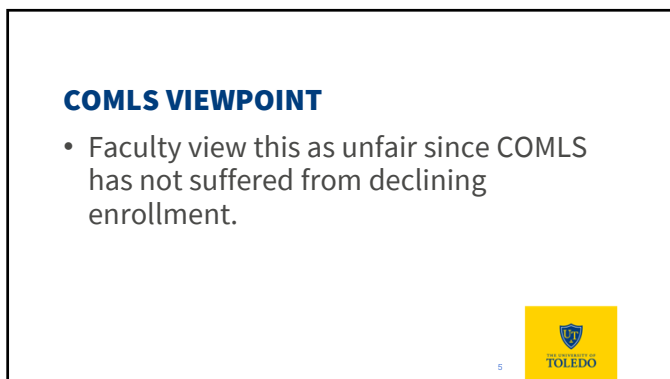 COMLS VIEWPOINT
• Faculty view this as unfair since COMLS
has not suffered from declining
enrollment.
5
UT
THE UNIVERSITY OF
TOLEDO